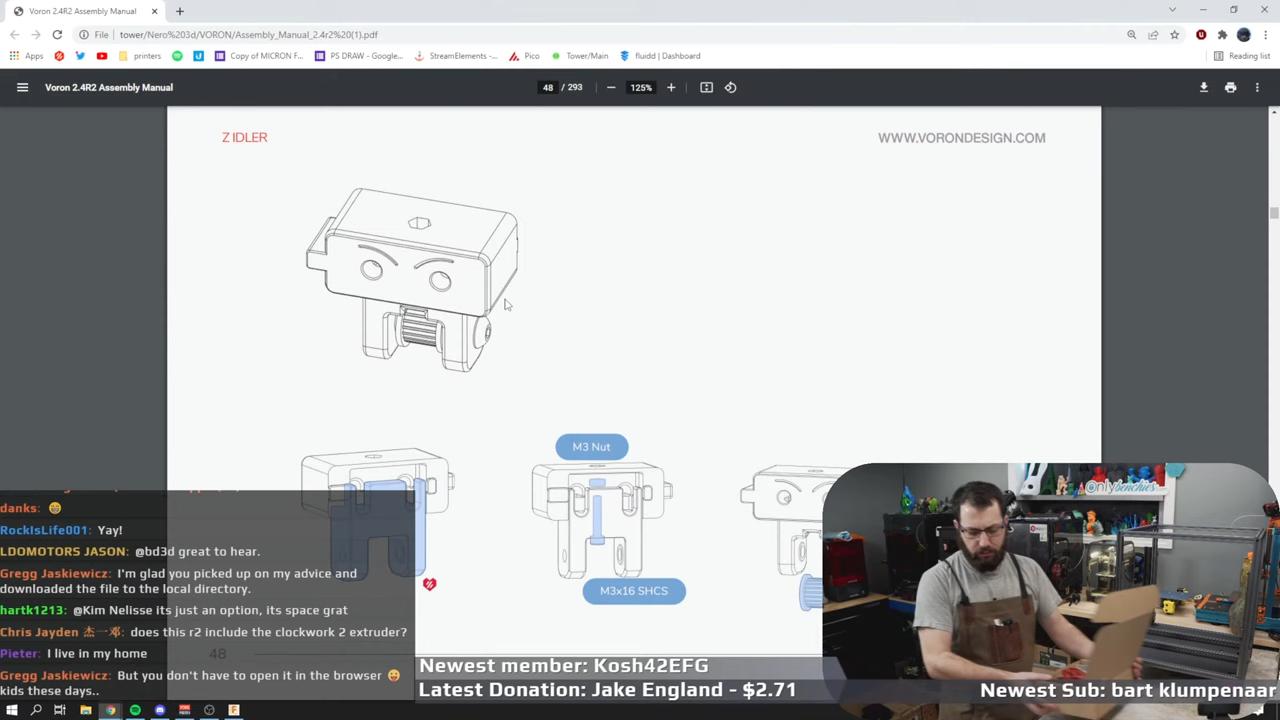 Voron 2.4R2 Assembly Manual
File tower/Nero%203d/VORON/Assembly_Manual_2.4r2%20(1).pdf
Apps printers Copy of MICRON F... PS DRAW - Google... StreamElements -... Pico Tower/Main fluidd | Dashboard Reading list
Voron 2.4R2 Assembly Manual 48 / 293 125%
Z IDLER WWW.VORONDESIGN.COM
M3 Nut
M3x16 SHCS
48
@nlybenchies.
danks:
RockIsLife001: Yay!
LDOMOTORS JASON: @bd3d great to hear.
Gregg Jaskiewicz: I'm glad you picked up on my advice and
downloaded the file to the local directory.
hartk1213: @Kim Nelisse its just an option, its space grat
Chris Jayden 杰一邓: does this r2 include the clockwork 2 extruder?
Pieter: I live in my home
Gregg Jaskiewicz: But you don't have to open it in the browser
kids these days..
Newest member: Kosh42EFG
Latest Donation: Jake England - $2.71
Newest Sub: bart klumpenaar